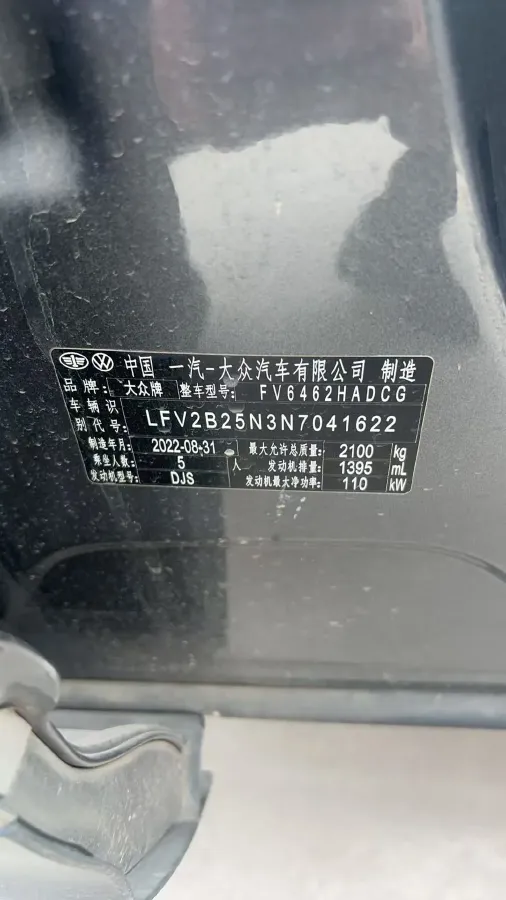 中国 一汽-大众汽车有限公司 制造
品牌: 大众牌 整车型号: FV6462HADCG
车辆识别代号: LFV2B25N3N7041622
制造年月: 2022-08-31 最大允许总质量: 2100 kg
乘坐人数: 5 人 发动机排量: 1395 mL
发动机型号: DJS 发动机最大净功率: 110 kW